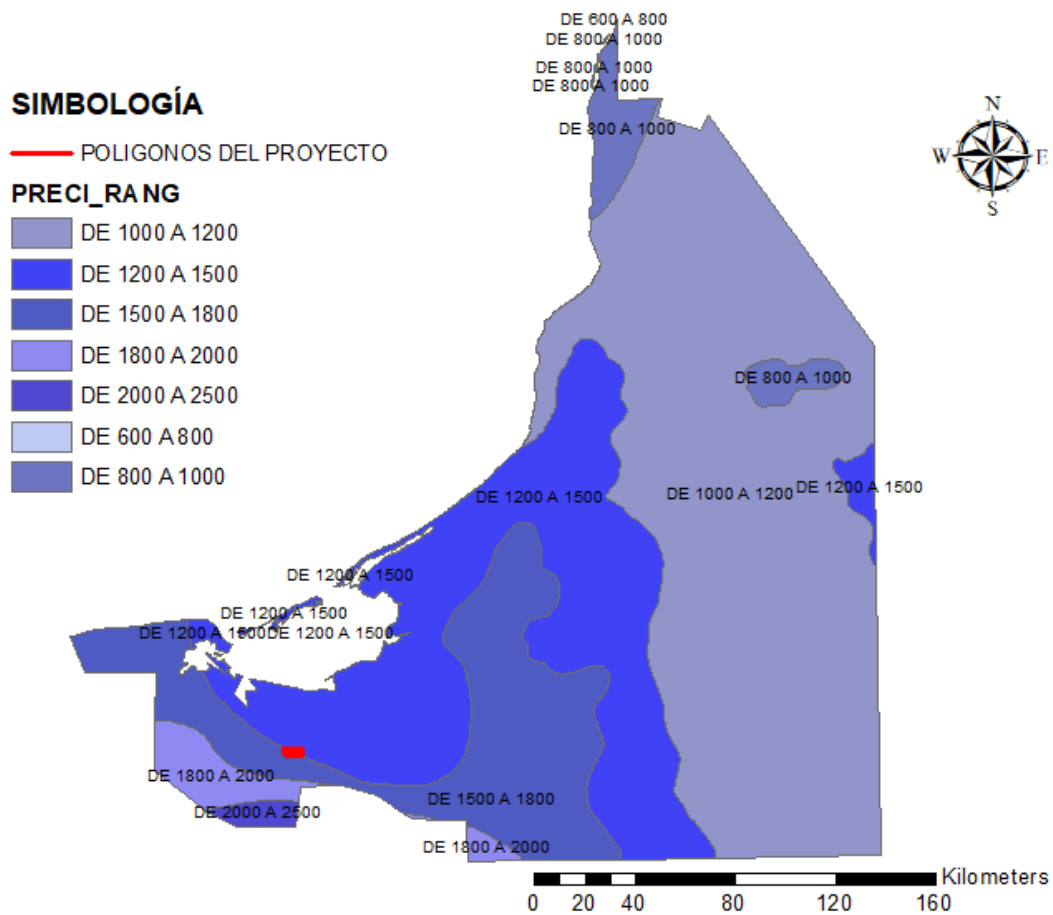 SIMBOLOGÍA
POLIGONOS DEL PROYECTO
PRECI_RANG
DE 1000 A 1200
DE 1200 A 1500
DE 1500 A 1800
DE 1800 A 2000
DE 2000 A 2500
DE 600 A 800
DE 800 A 1000
DE 600 A 800
DE 800 A 1000
DE 800 A 1000
DE 800 A 1000
DE 800 A 1000
N
W E
S
DE 800 A 1000
DE 1200 A 1500
DE 1000 A 1200
DE 1200 A 1500
DE 1200 A 1500
DE 1200 A 1500
DE 1200 A 1500
DE 1200 A 1500
DE 1800 A 2000
DE 1500 A 1800
DE 2000 A 2500
DE 1800 A 2000
Kilometers
0 20 40 80 120 160